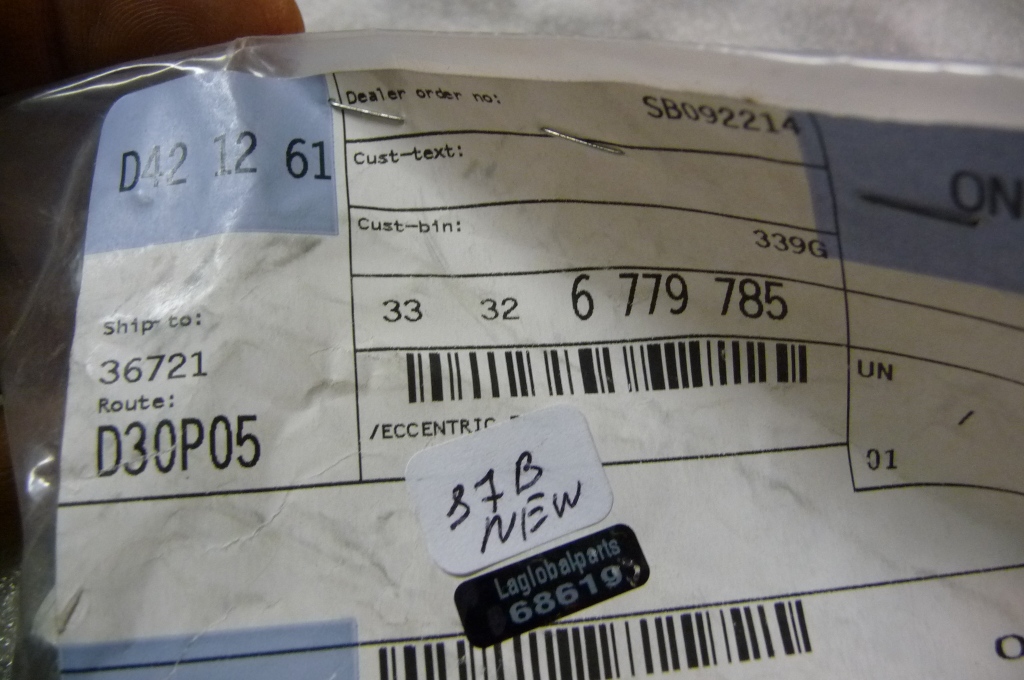 D42 12 61
Dealer order no: SB092214
Cust-text:
Cust-bin: 339G
33 32 6 779 785
Ship to:
36721
Route:
D30P05
/ECCENTRIC
UN
01
37B
NEW
Laglobalparts
68619